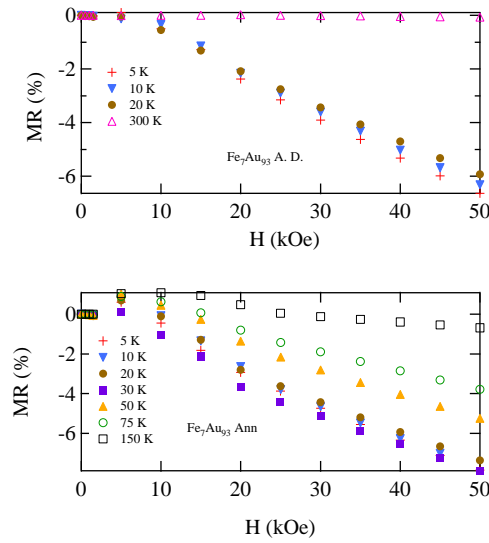 0
-2
-4
-6
MR (%)
5 K
10 K
20 K
300 K
Fe7Au93 A. D.
0 10 20 30 40 50
H (kOe)
0
-2
-4
-6
MR (%)
5 K
10 K
20 K
30 K
50 K
75 K
150 K
Fe7Au93 Ann
0 10 20 30 40 50
H (kOe)